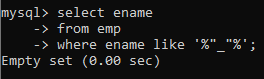 mysql> select ename
-> from emp
-> where ename like '%"_"%';
Empty set (0.00 sec)